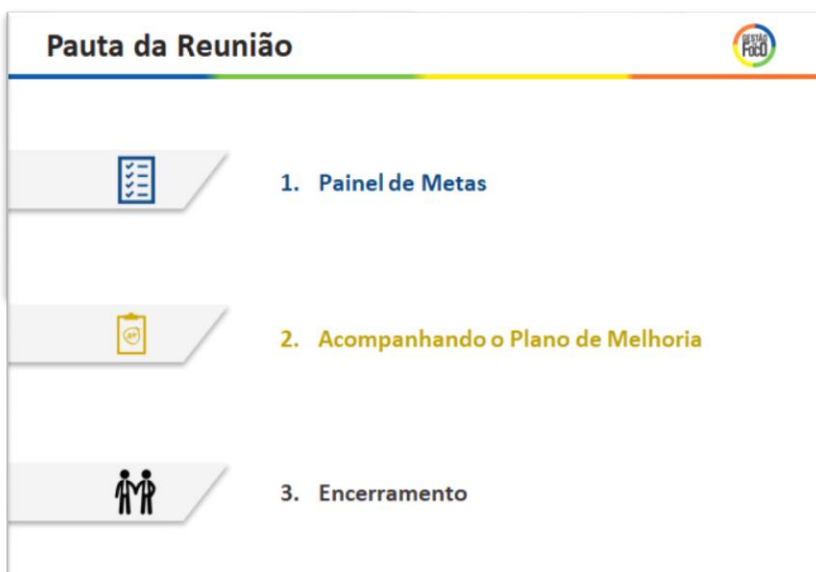 Pauta da Reunião
GESTÃO
FOCO
1. Painel de Metas
2. Acompanhando o Plano de Melhoria
3. Encerramento